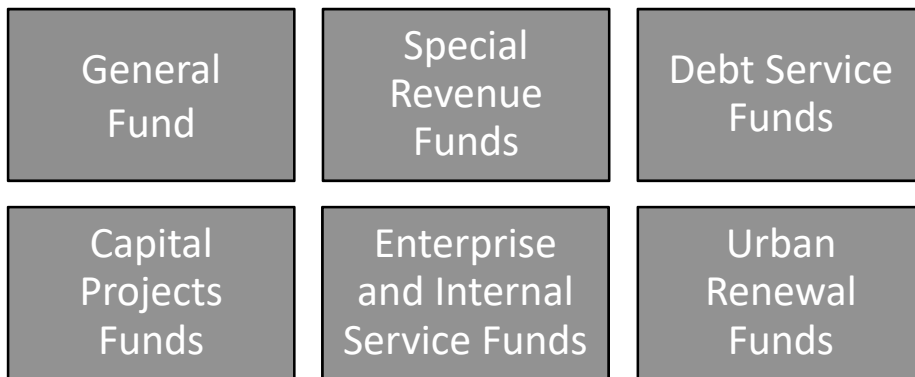 General
Fund
Special
Revenue
Funds
Debt Service
Funds
Capital
Projects
Funds
Enterprise
and Internal
Service Funds
Urban
Renewal
Funds